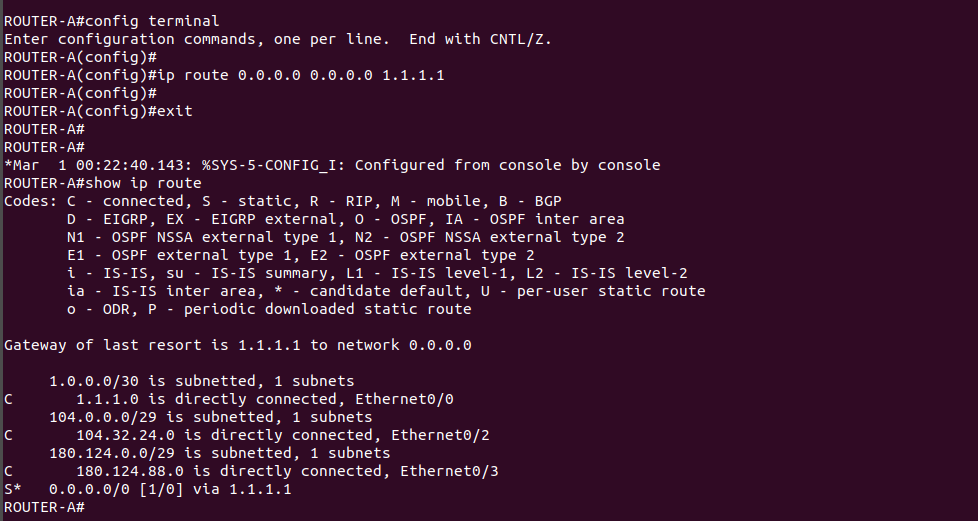 ROUTER-A#config terminal
Enter configuration commands, one per line.  End with CNTL/Z.
ROUTER-A(config)#
ROUTER-A(config)#ip route 0.0.0.0 0.0.0.0 1.1.1.1
ROUTER-A(config)#
ROUTER-A(config)#exit
ROUTER-A#
ROUTER-A#
*Mar  1 00:22:40.143: %SYS-5-CONFIG_I: Configured from console by console
ROUTER-A#show ip route
Codes: C - connected, S - static, R - RIP, M - mobile, B - BGP
       D - EIGRP, EX - EIGRP external, O - OSPF, IA - OSPF inter area
       N1 - OSPF NSSA external type 1, N2 - OSPF NSSA external type 2
       E1 - OSPF external type 1, E2 - OSPF external type 2
       i - IS-IS, su - IS-IS summary, L1 - IS-IS level-1, L2 - IS-IS level-2
       ia - IS-IS inter area, * - candidate default, U - per-user static route
       o - ODR, P - periodic downloaded static route
Gateway of last resort is 1.1.1.1 to network 0.0.0.0
     1.0.0.0/30 is subnetted, 1 subnets
C       1.1.1.0 is directly connected, Ethernet0/0
     104.0.0.0/29 is subnetted, 1 subnets
C       104.32.24.0 is directly connected, Ethernet0/2
     180.124.0.0/29 is subnetted, 1 subnets
C       180.124.88.0 is directly connected, Ethernet0/3
S*   0.0.0.0/0 [1/0] via 1.1.1.1
ROUTER-A#